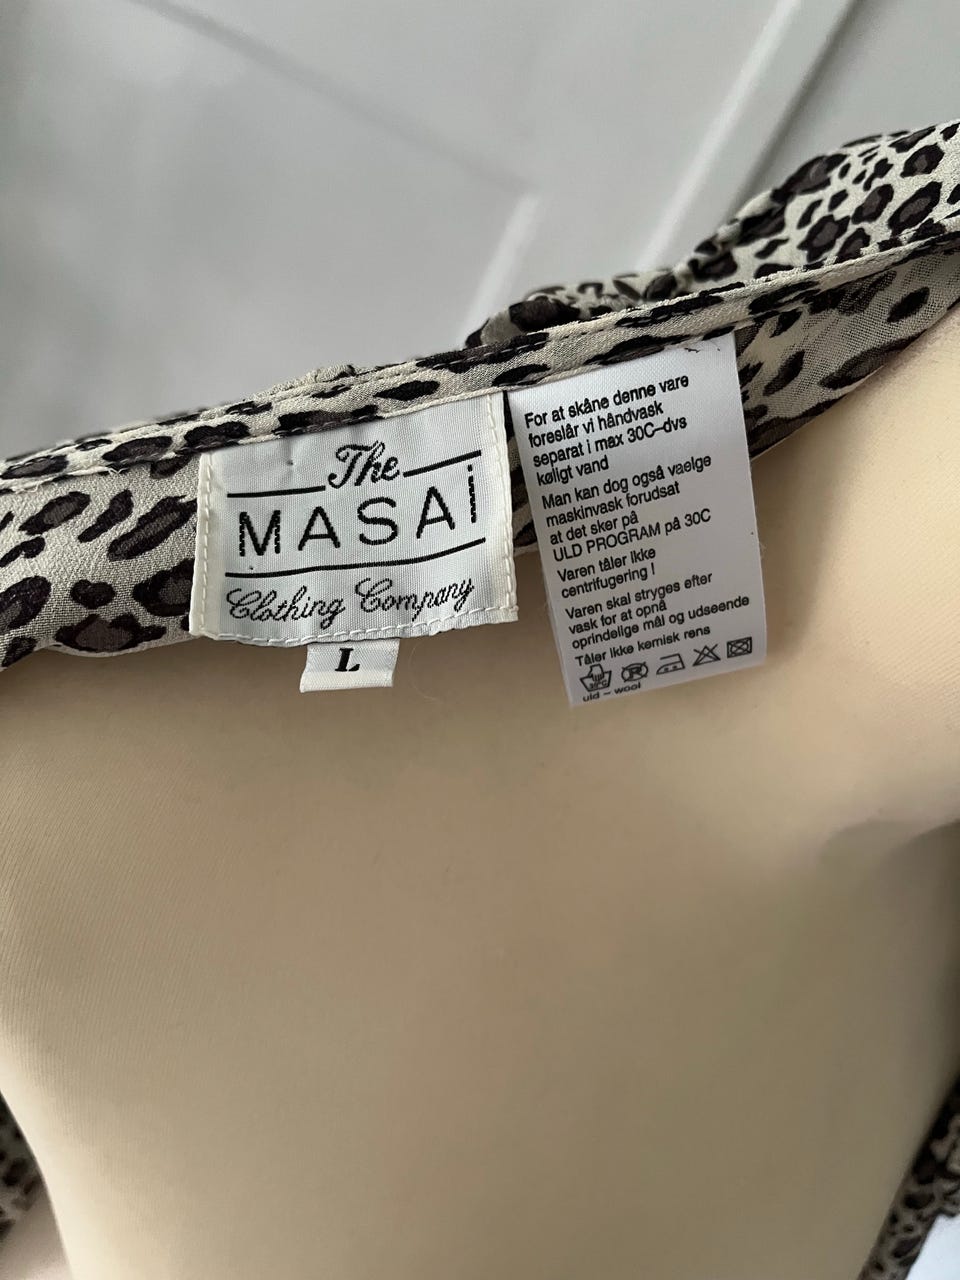 The
MASAi
Clothing Company
L
For at skåne denne vare
foreslår vi håndvask
separat i max 30C–dvs
køligt vand
Man kan dog også vaelge
maskinvask forudsat
at det sker på
ULD PROGRAM på 30C
Varen tåler ikke
centrifugering !
Varen skal stryges efter
vask for at opnå
oprindelige mål og udseende
Tåler ikke kemisk rens
uld – wool